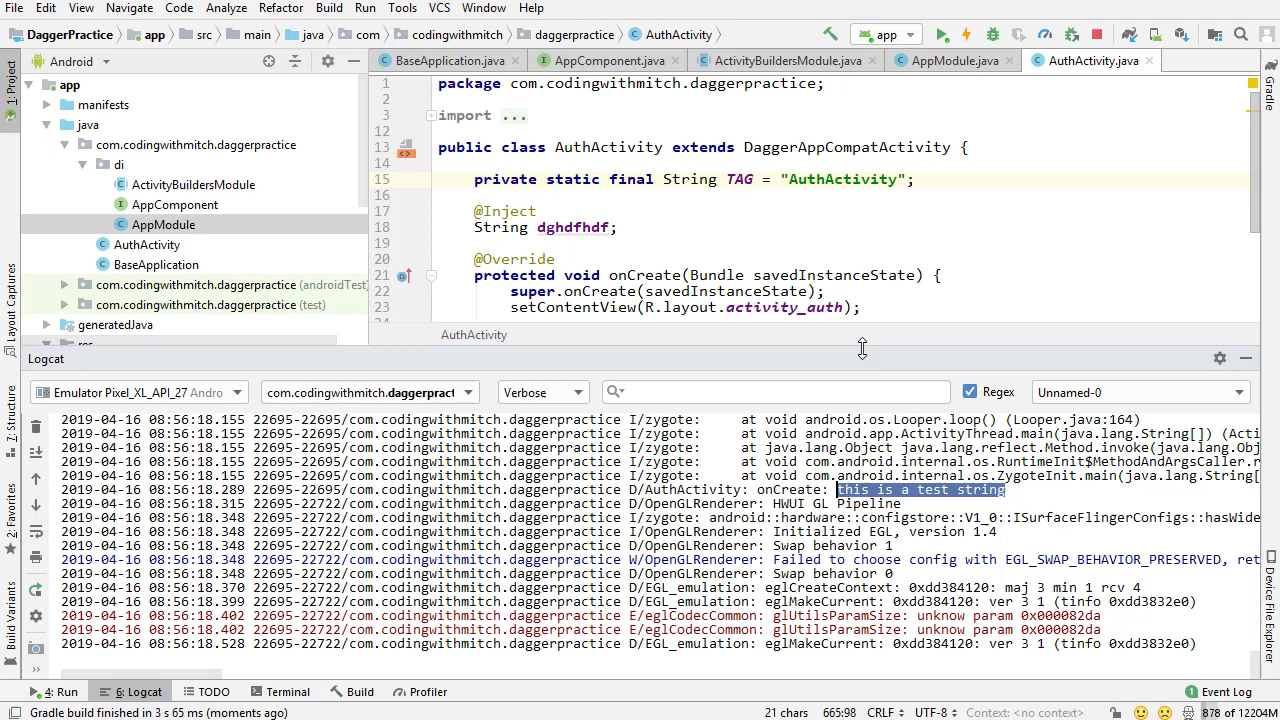 File Edit View Navigate Code Analyze Refactor Build Run Tools VCS Window Help
DaggerPractice app src main java com codingwithmitch daggerpractice AuthActivity app
Android
BaseApplication.java AppComponent.java ActivityBuildersModule.java AppModule.java AuthActivity.java
1: Project
Layout Captures
7: Structure
2: Favorites
Build Variants
app
manifests
java
com.codingwithmitch.daggerpractice
di
ActivityBuildersModule
AppComponent
AppModule
AuthActivity
BaseApplication
com.codingwithmitch.daggerpractice (androidTest)
com.codingwithmitch.daggerpractice (test)
generatedJava
res
1 package com.codingwithmitch.daggerpractice;
2
3 import ...
12
13 public class AuthActivity extends DaggerAppCompatActivity {
14
15 private static final String TAG = "AuthActivity";
16
17 @Inject
18 String dghdfhdf;
19
20 @Override
21 protected void onCreate(Bundle savedInstanceState) {
22 super.onCreate(savedInstanceState);
23 setContentView(R.layout.activity_auth);
24
AuthActivity
Gradle
Device File Explorer
Logcat
Emulator Pixel_XL_API_27 Andro com.codingwithmitch.daggerpract Verbose Regex Unnamed-0
2019-04-16 08:56:18.155 22695-22695/com.codingwithmitch.daggerpractice I/zygote: at void android.os.Looper.loop() (Looper.java:164)
2019-04-16 08:56:18.155 22695-22695/com.codingwithmitch.daggerpractice I/zygote: at void android.app.ActivityThread.main(java.lang.String[]) (Acti
2019-04-16 08:56:18.155 22695-22695/com.codingwithmitch.daggerpractice I/zygote: at java.lang.Object java.lang.reflect.Method.invoke(java.lang.Obj
2019-04-16 08:56:18.155 22695-22695/com.codingwithmitch.daggerpractice I/zygote: at void com.android.internal.os.RuntimeInit$MethodAndArgsCaller.r
2019-04-16 08:56:18.155 22695-22695/com.codingwithmitch.daggerpractice I/zygote: at void com.android.internal.os.ZygoteInit.main(java.lang.String[
2019-04-16 08:56:18.289 22695-22695/com.codingwithmitch.daggerpractice D/AuthActivity: onCreate: this is a test string
2019-04-16 08:56:18.295 22695-22722/com.codingwithmitch.daggerpractice D/OpenGLRenderer: HWUI GL Pipeline
2019-04-16 08:56:18.348 22695-22722/com.codingwithmitch.daggerpractice I/zygote: android::hardware::configstore::V1_0::ISurfaceFlingerConfigs::hasWide
2019-04-16 08:56:18.348 22695-22722/com.codingwithmitch.daggerpractice I/OpenGLRenderer: Initialized EGL, version 1.4
2019-04-16 08:56:18.348 22695-22722/com.codingwithmitch.daggerpractice D/OpenGLRenderer: Swap behavior 1
2019-04-16 08:56:18.348 22695-22722/com.codingwithmitch.daggerpractice W/OpenGLRenderer: Failed to choose config with EGL_SWAP_BEHAVIOR_PRESERVED, ret
2019-04-16 08:56:18.348 22695-22722/com.codingwithmitch.daggerpractice D/OpenGLRenderer: Swap behavior 0
2019-04-16 08:56:18.370 22695-22722/com.codingwithmitch.daggerpractice D/EGL_emulation: eglCreateContext: 0xdd384120: maj 3 min 1 rcv 4
2019-04-16 08:56:18.399 22695-22722/com.codingwithmitch.daggerpractice D/EGL_emulation: eglMakeCurrent: 0xdd384120: ver 3 1 (tinfo 0xdd3832e0)
2019-04-16 08:56:18.402 22695-22722/com.codingwithmitch.daggerpractice E/eglCodecCommon: glUtilsParamSize: unknow param 0x000082da
2019-04-16 08:56:18.402 22695-22722/com.codingwithmitch.daggerpractice E/eglCodecCommon: glUtilsParamSize: unknow param 0x000082da
2019-04-16 08:56:18.528 22695-22722/com.codingwithmitch.daggerpractice D/EGL_emulation: eglMakeCurrent: 0xdd384120: ver 3 1 (tinfo 0xdd3832e0)
4: Run 6: Logcat TODO Terminal Build Profiler 1 Event Log
Gradle build finished in 3 s 65 ms (moments ago) 21 chars 665:98 CRLF UTF-8 Context: <no context> 878 of 12204M